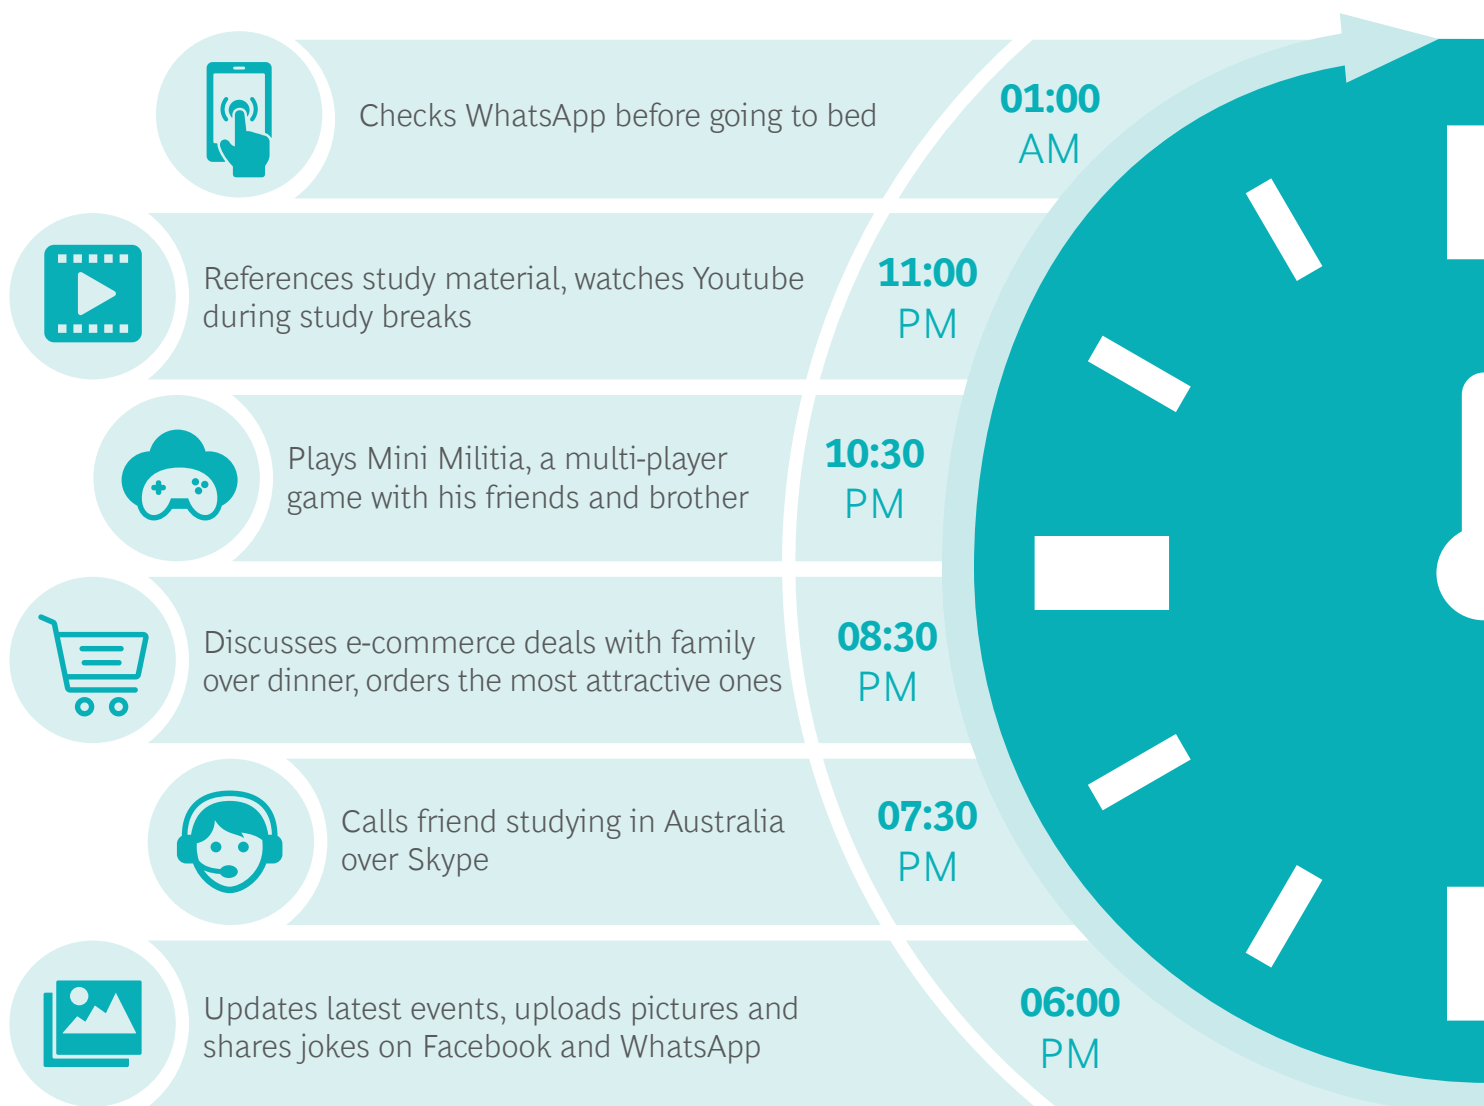 Checks WhatsApp before going to bed
01:00
AM
References study material, watches Youtube
during study breaks
11:00
PM
Plays Mini Militia, a multi-player
game with his friends and brother
10:30
PM
Discusses e-commerce deals with family
over dinner, orders the most attractive ones
08:30
PM
Calls friend studying in Australia
over Skype
07:30
PM
Updates latest events, uploads pictures and
shares jokes on Facebook and WhatsApp
06:00
PM